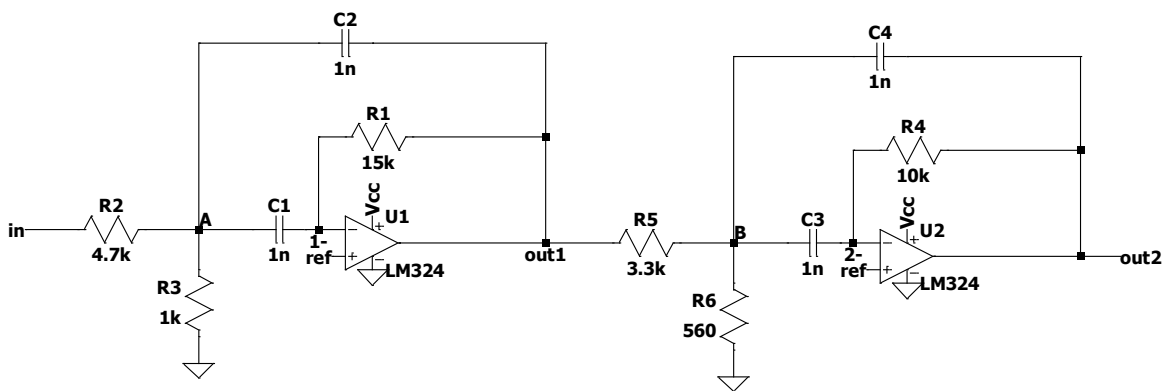 C2
1n
C4
1n
R1
15k
R4
10k
in
R2
4.7k
A
C1
1n
1-
ref
Vcc
U1
LM324
out1
R3
1k
R5
3.3k
B
C3
1n
2-
ref
Vcc
U2
LM324
out2
R6
560